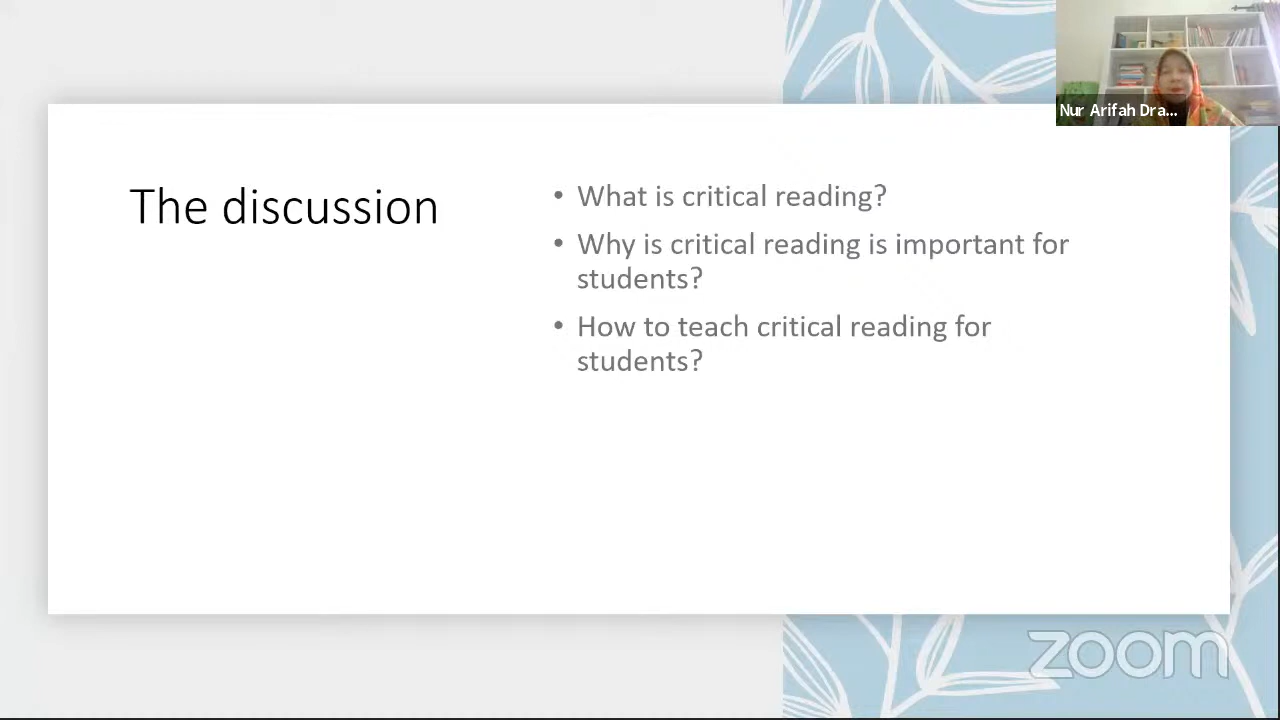 Nur Arifah Dra...
The discussion
• What is critical reading?
• Why is critical reading is important for
students?
• How to teach critical reading for
students?
zoom